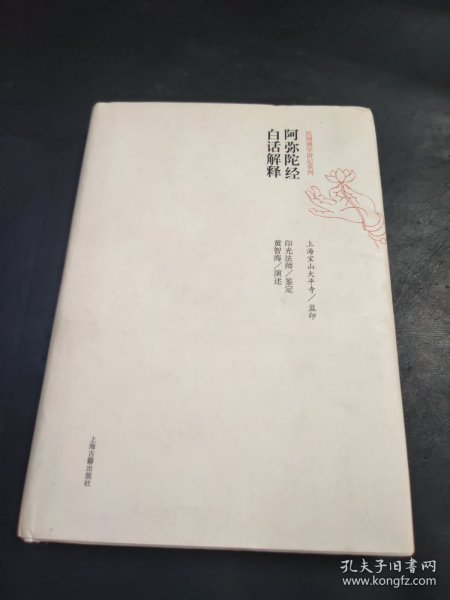 民国佛学讲记系列
阿弥陀经
白话解释
上海宝山太平寺/监印
印光法师/鉴定
黄智海/演述
上海古籍出版社
孔夫子旧书网
www.kongfz.com